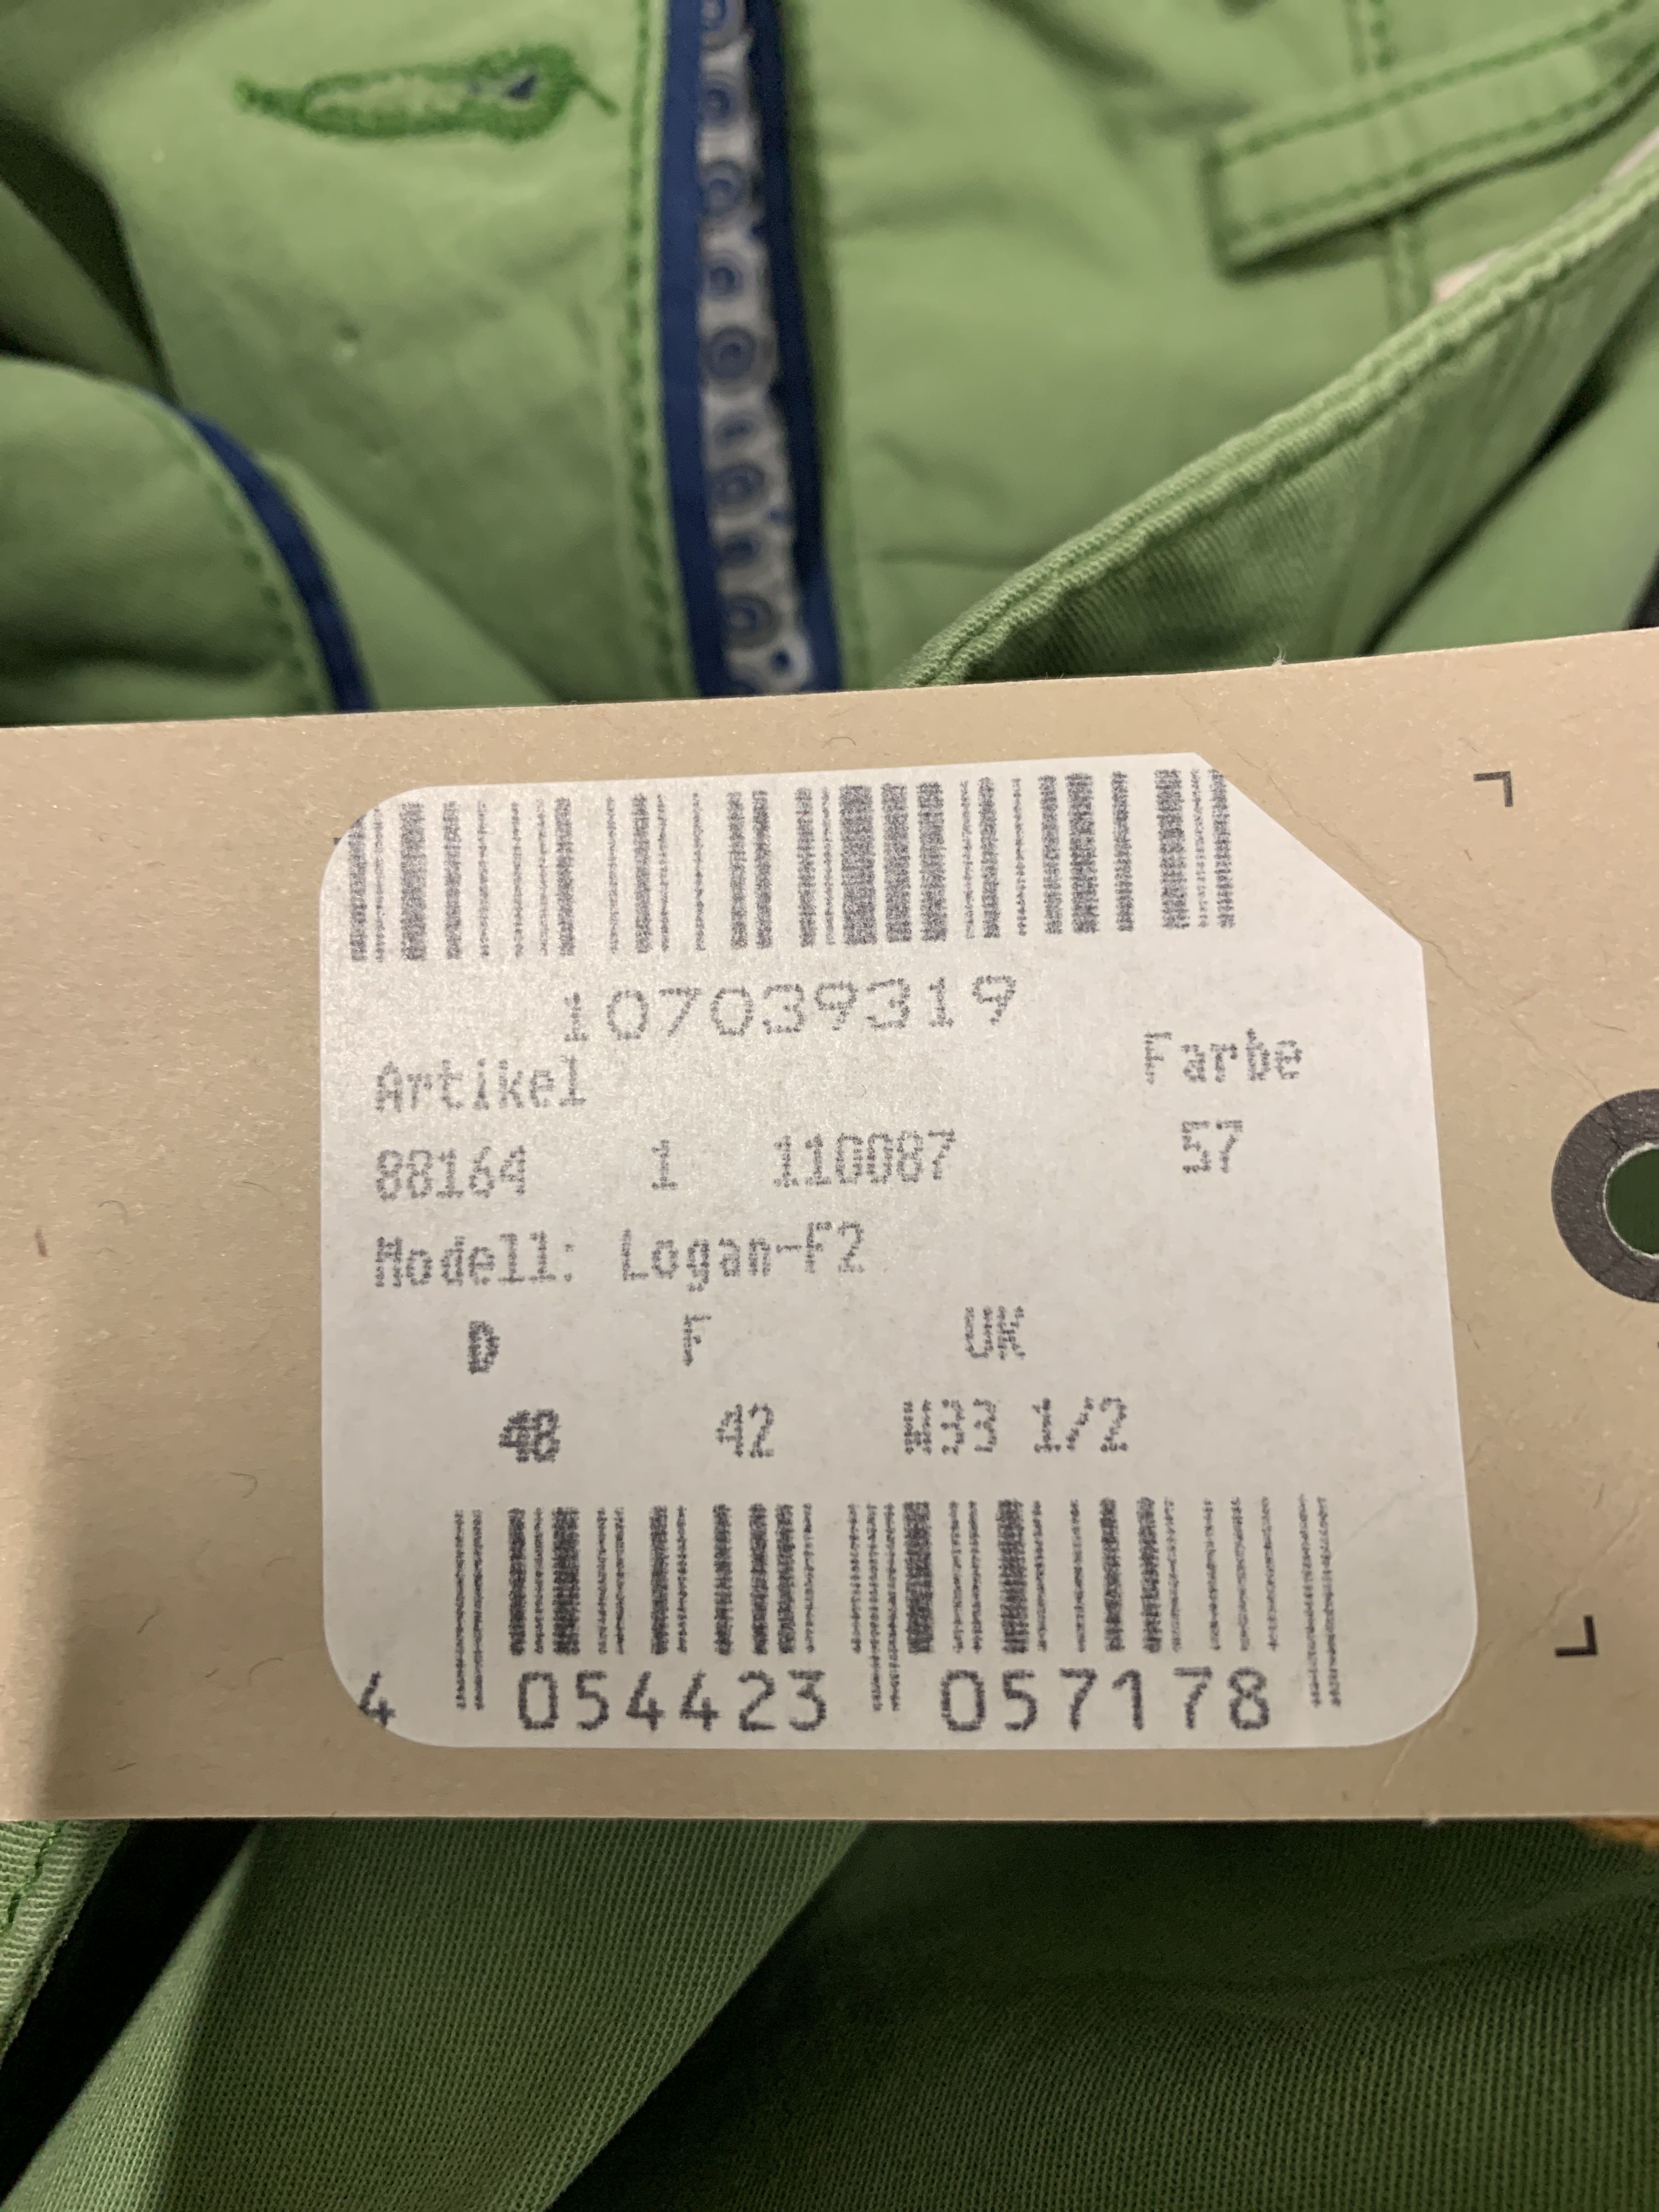 107039319
Artikel Farbe
88164 1 110087 57
Modell: Logan-F2
D F UK
48 42 W33 1/2
4 054423 057178